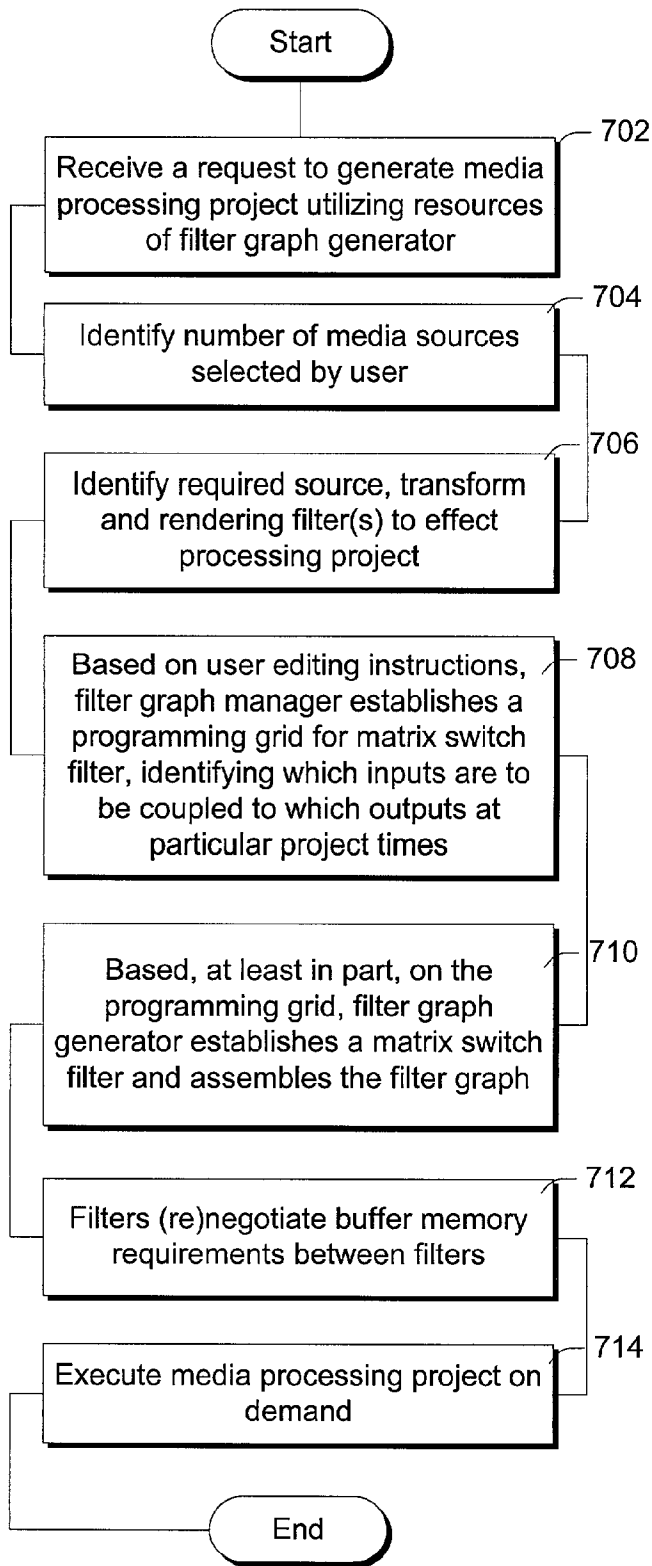 Start
702
Receive a request to generate media
processing project utilizing resources
of filter graph generator
704
Identify number of media sources
selected by user
706
Identify required source, transform
and rendering filter(s) to effect
processing project
708
Based on user editing instructions,
filter graph manager establishes a
programming grid for matrix switch
filter, identifying which inputs are to
be coupled to which outputs at
particular project times
710
Based, at least in part, on the
programming grid, filter graph
generator establishes a matrix switch
filter and assembles the filter graph
712
Filters (re)negotiate buffer memory
requirements between filters
714
Execute media processing project on
demand
End